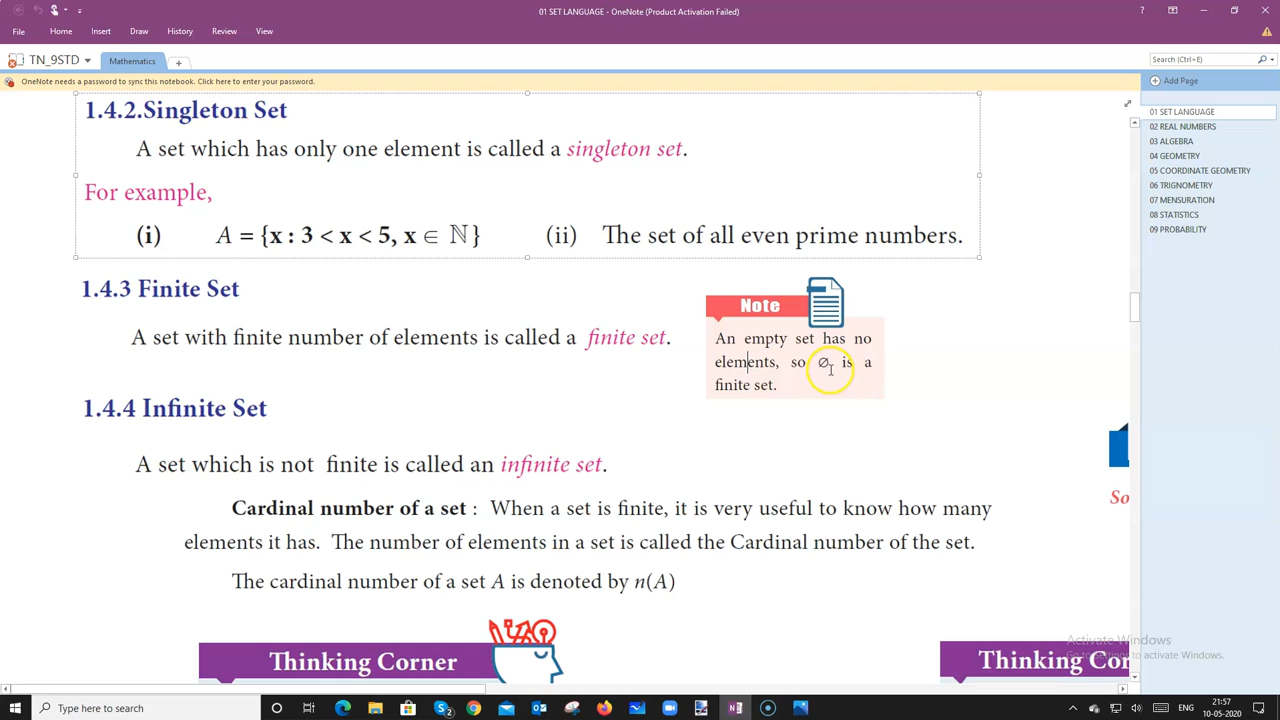 01 SET LANGUAGE - OneNote (Product Activation Failed)
File Home Insert Draw History Review View
TN_9STD Mathematics
Search (Ctrl+E)
OneNote needs a password to sync this notebook. Click here to enter your password.
Add Page
01 SET LANGUAGE
02 REAL NUMBERS
03 ALGEBRA
04 GEOMETRY
05 COORDINATE GEOMETRY
06 TRIGNOMETRY
07 MENSURATION
08 STATISTICS
09 PROBABILITY
1.4.2.Singleton Set
A set which has only one element is called a singleton set.
For example,
(i) A = {x : 3 < x < 5, x ∈ ℕ} (ii) The set of all even prime numbers.
1.4.3 Finite Set
A set with finite number of elements is called a finite set.
Note
An empty set has no
elements, so ∅ is a
finite set.
1.4.4 Infinite Set
A set which is not finite is called an infinite set.
So
Cardinal number of a set : When a set is finite, it is very useful to know how many
elements it has. The number of elements in a set is called the Cardinal number of the set.
The cardinal number of a set A is denoted by n(A)
Thinking Corner
Thinking Corn
Activate Windows
Go to Settings to activate Windows.
Type here to search
21:57
10-05-2020